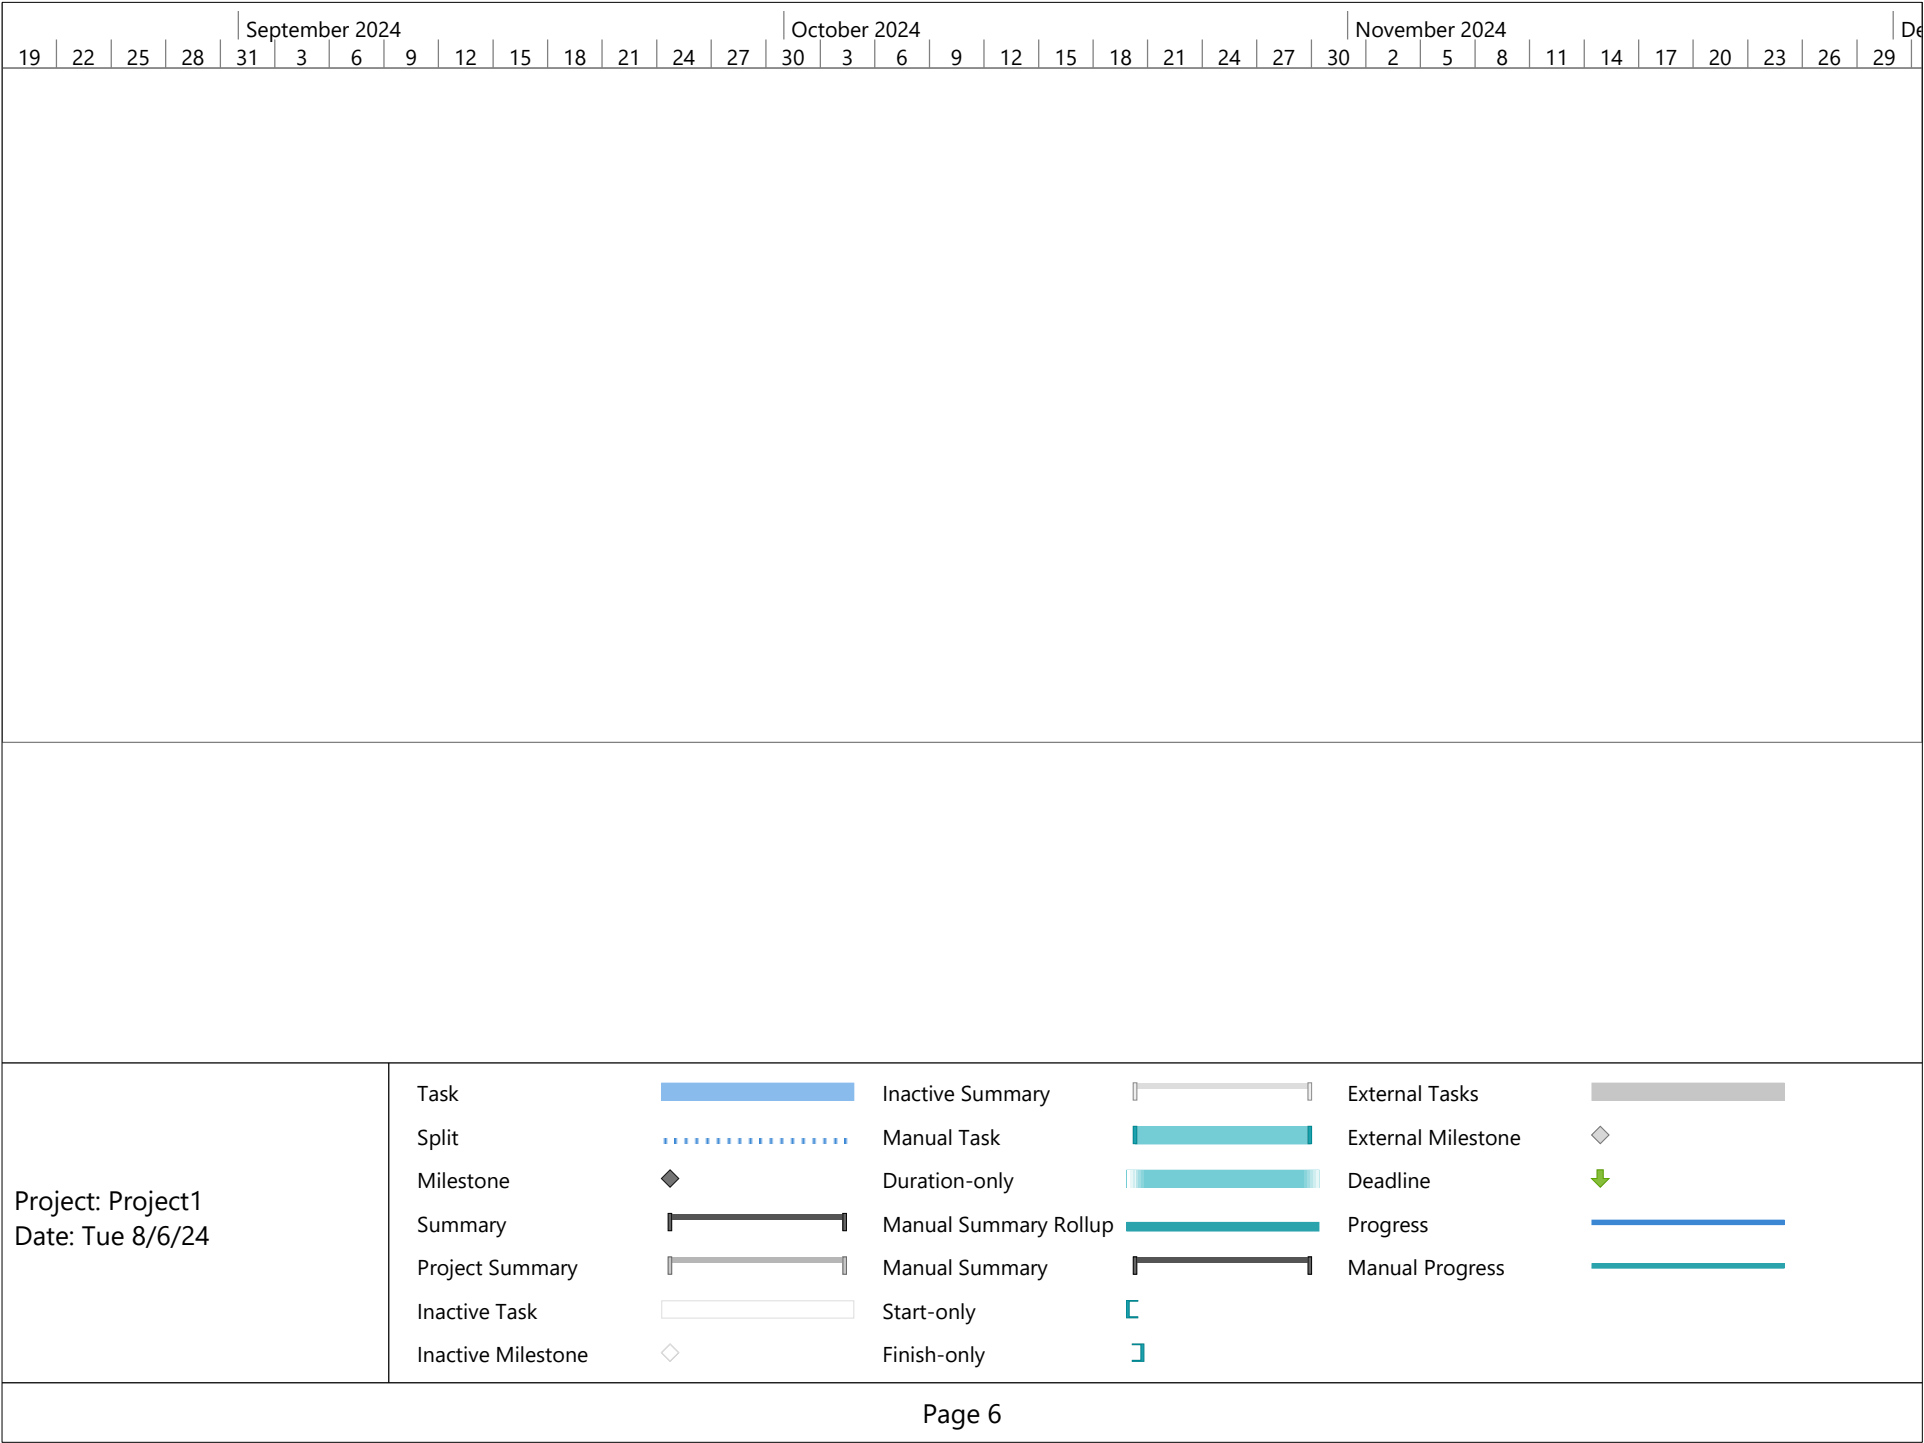 September 2024 October 2024 November 2024 De
19 22 25 28 31 3 6 9 12 15 18 21 24 27 30 3 6 9 12 15 18 21 24 27 30 2 5 8 11 14 17 20 23 26 29
Project: Project1
Date: Tue 8/6/24
Task
Split
Milestone
Summary
Project Summary
Inactive Task
Inactive Milestone
Inactive Summary
Manual Task
Duration-only
Manual Summary Rollup
Manual Summary
Start-only
Finish-only
External Tasks
External Milestone
Deadline
Progress
Manual Progress
Page 6